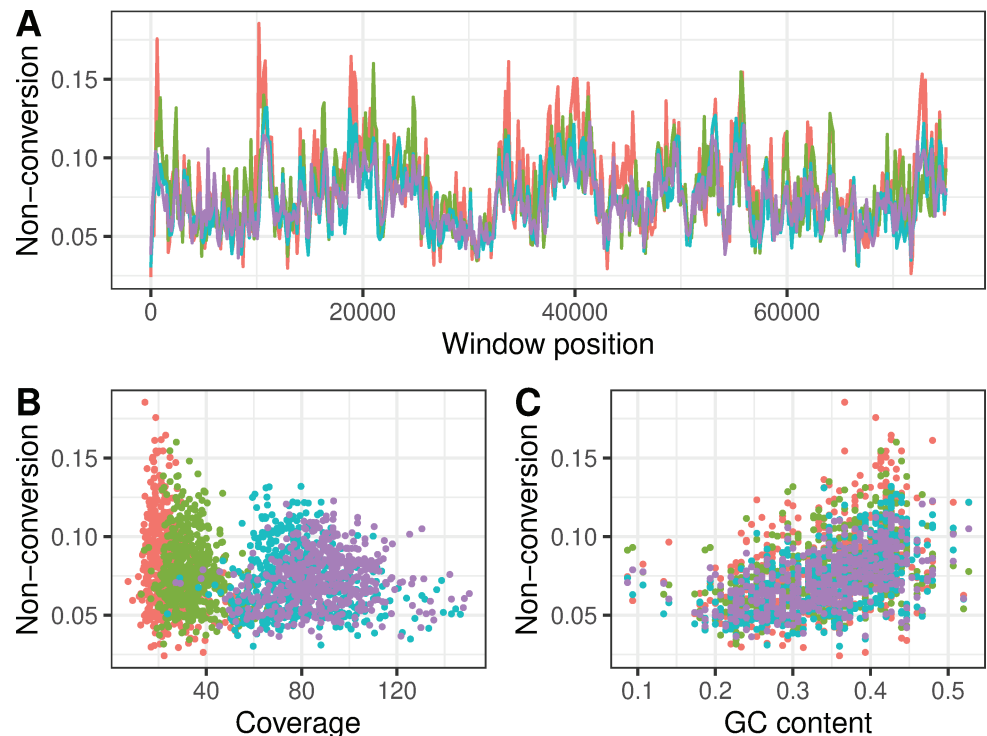 A
Non−conversion
0.15
0.10
0.05
0 20000 40000 60000
Window position
B
Non−conversion
0.15
0.10
0.05
40 80 120
Coverage
C
Non−conversion
0.15
0.10
0.05
0.1 0.2 0.3 0.4 0.5
GC content